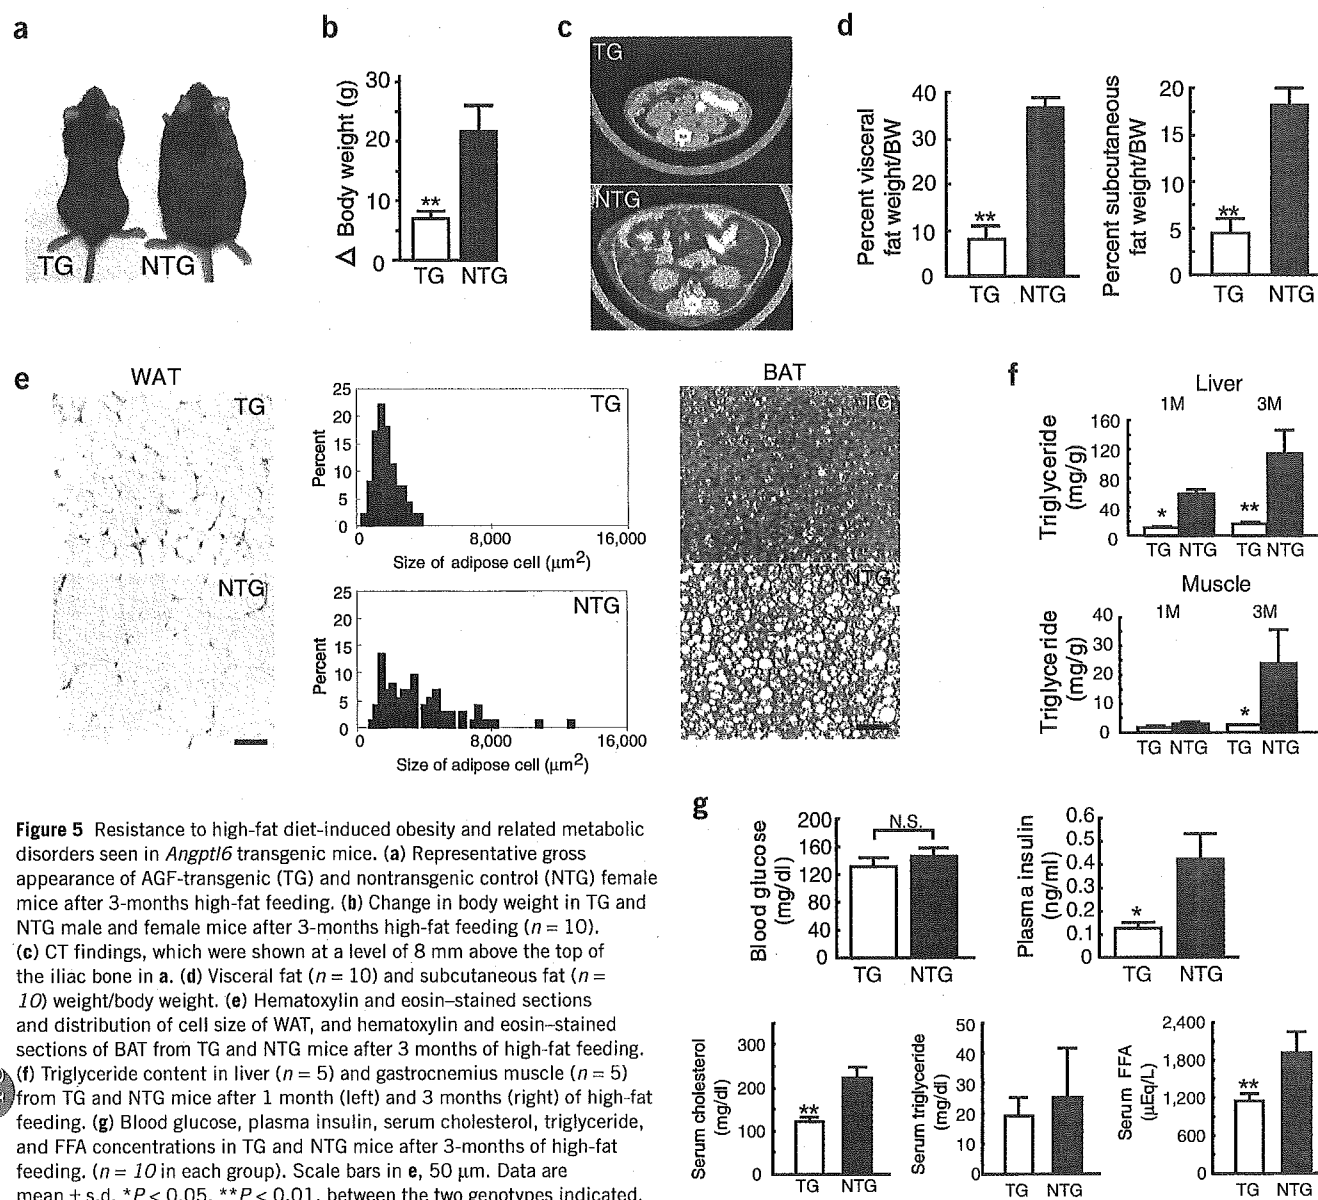 a
b
c
d
TG
NTG
Δ Body weight (g)
30
20
10
0
**
TG
NTG
TG
NTG
Percent visceral
fat weight/BW
40
30
20
10
0
**
TG
NTG
Percent subcutaneous
fat weight/BW
20
15
10
5
0
**
TG
NTG
e
WAT
TG
NTG
Percent
25
20
15
10
5
0
TG
0 8,000 16,000
Size of adipose cell (μm2)
Percent
25
20
15
10
5
0
NTG
0 8,000 16,000
Size of adipose cell (μm2)
BAT
TG
NTG
f
Liver
1M 3M
Triglyceride
(mg/g)
160
120
80
40
0
* **
TG NTG TG NTG
Muscle
1M 3M
Triglyceride
(mg/g)
40
30
20
10
0
*
TG NTG TG NTG
g
Blood glucose
(mg/dl)
200
160
120
80
40
0
N.S.
TG NTG
Plasma insulin
(ng/ml)
0.6
0.5
0.4
0.3
0.2
0.1
0
*
TG NTG
Serum cholesterol
(mg/dl)
300
200
100
0
**
TG NTG
Serum triglyceride
(mg/dl)
50
40
30
20
10
0
TG NTG
Serum FFA
(μEq/L)
2,400
1,800
1,200
600
0
**
TG NTG
Figure 5 Resistance to high-fat diet-induced obesity and related metabolic
disorders seen in Angptl6 transgenic mice. (a) Representative gross
appearance of AGF-transgenic (TG) and nontransgenic control (NTG) female
mice after 3-months high-fat feeding. (b) Change in body weight in TG and
NTG male and female mice after 3-months high-fat feeding (n = 10).
(c) CT findings, which were shown at a level of 8 mm above the top of
the iliac bone in a. (d) Visceral fat (n = 10) and subcutaneous fat (n =
10) weight/body weight. (e) Hematoxylin and eosin–stained sections
and distribution of cell size of WAT, and hematoxylin and eosin–stained
sections of BAT from TG and NTG mice after 3 months of high-fat feeding.
(f) Triglyceride content in liver (n = 5) and gastrocnemius muscle (n = 5)
from TG and NTG mice after 1 month (left) and 3 months (right) of high-fat
feeding. (g) Blood glucose, plasma insulin, serum cholesterol, triglyceride,
and FFA concentrations in TG and NTG mice after 3-months of high-fat
feeding. (n = 10 in each group). Scale bars in e, 50 μm. Data are
mean ± s.d. *P < 0.05, **P < 0.01, between the two genotypes indicated.